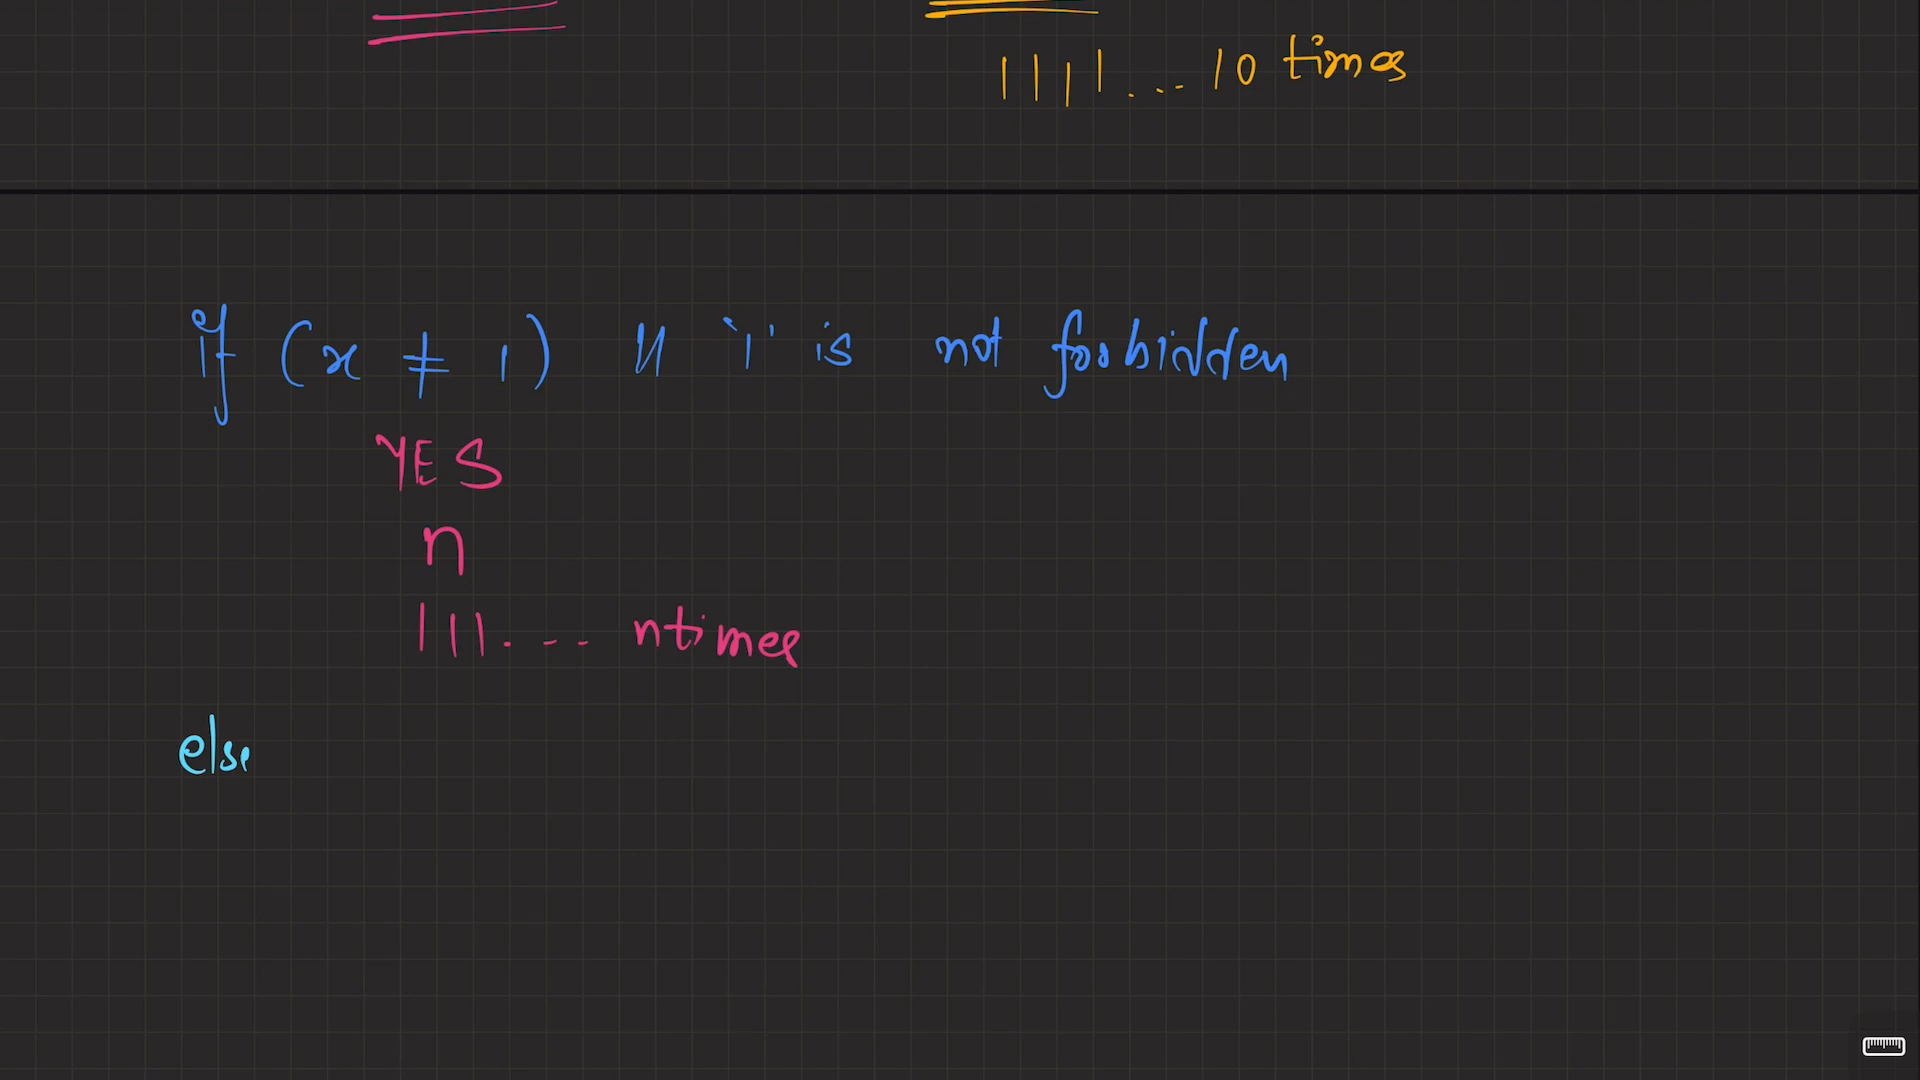 1111... 10 times
if (x ≠ 1) // '1' is not forbidden
YES
n
111.-- ntimes
else